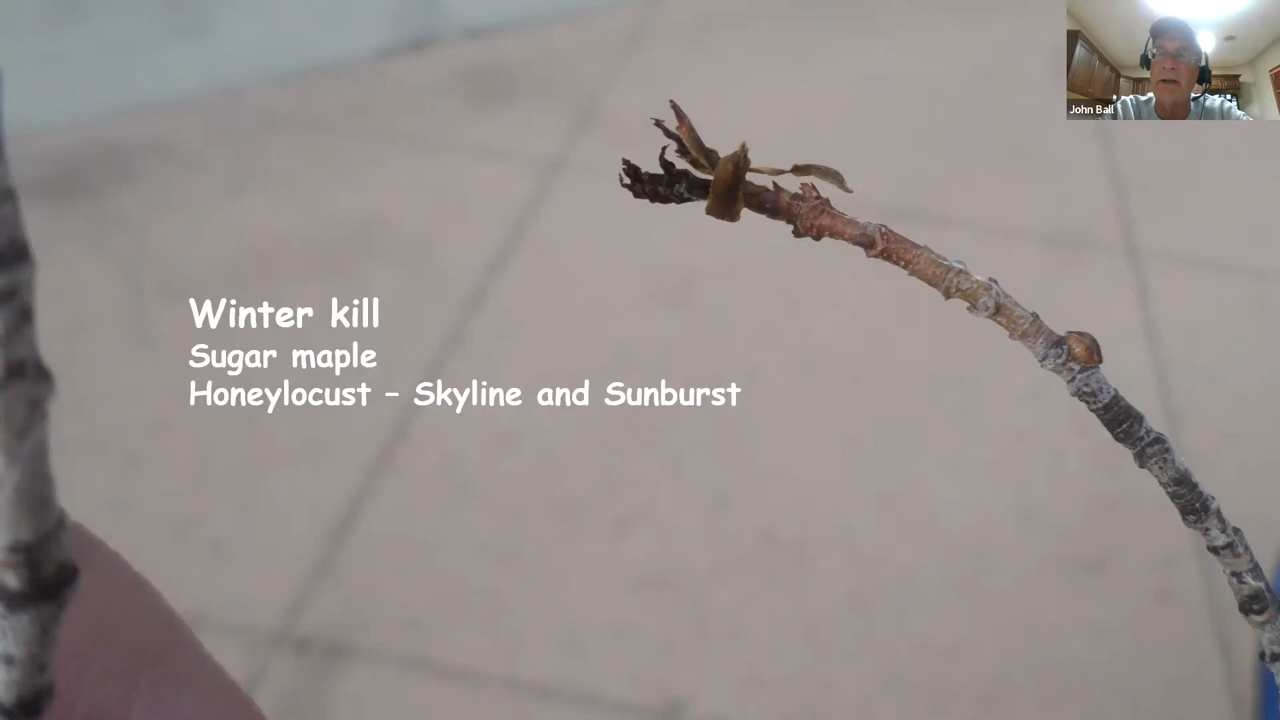 John Ball
Winter kill
Sugar maple
Honeylocust – Skyline and Sunburst